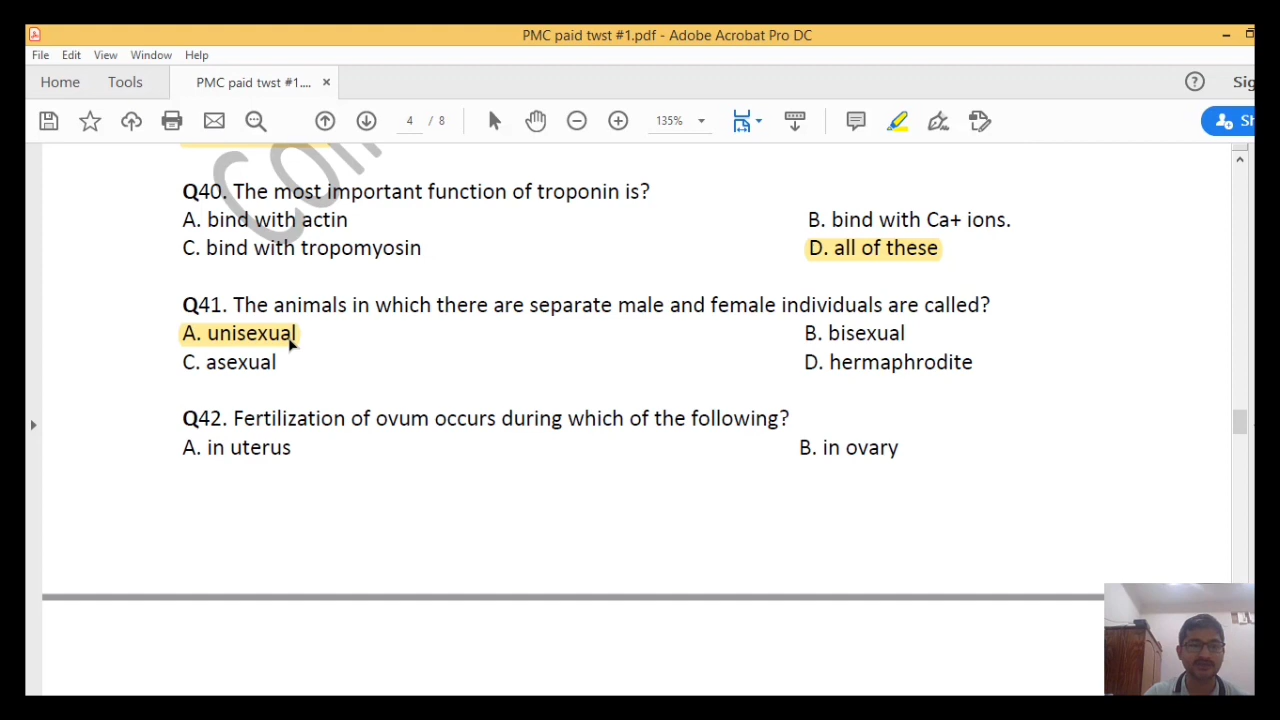 PMC paid twst #1.pdf - Adobe Acrobat Pro DC
File Edit View Window Help
Home Tools PMC paid twst #1.... × ? Sig
4 / 8 135% Sh
Con
Q40. The most important function of troponin is?
A. bind with actin B. bind with Ca+ ions.
C. bind with tropomyosin D. all of these
Q41. The animals in which there are separate male and female individuals are called?
A. unisexual B. bisexual
C. asexual D. hermaphrodite
Q42. Fertilization of ovum occurs during which of the following?
A. in uterus B. in ovary